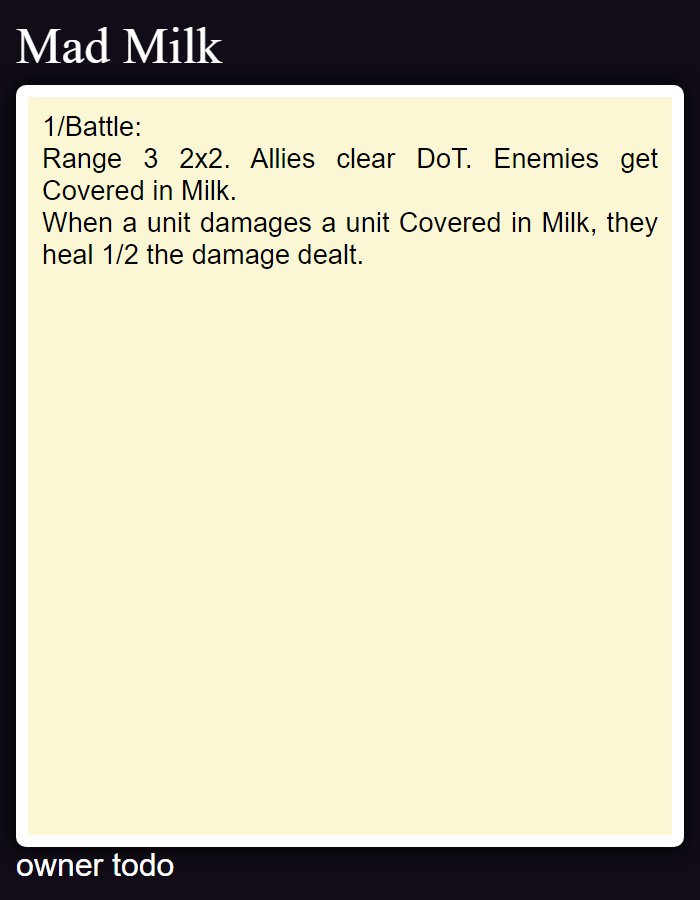 Mad Milk
1/Battle:
Range 3 2x2. Allies clear DoT. Enemies get
Covered in Milk.
When a unit damages a unit Covered in Milk, they
heal 1/2 the damage dealt.
owner todo